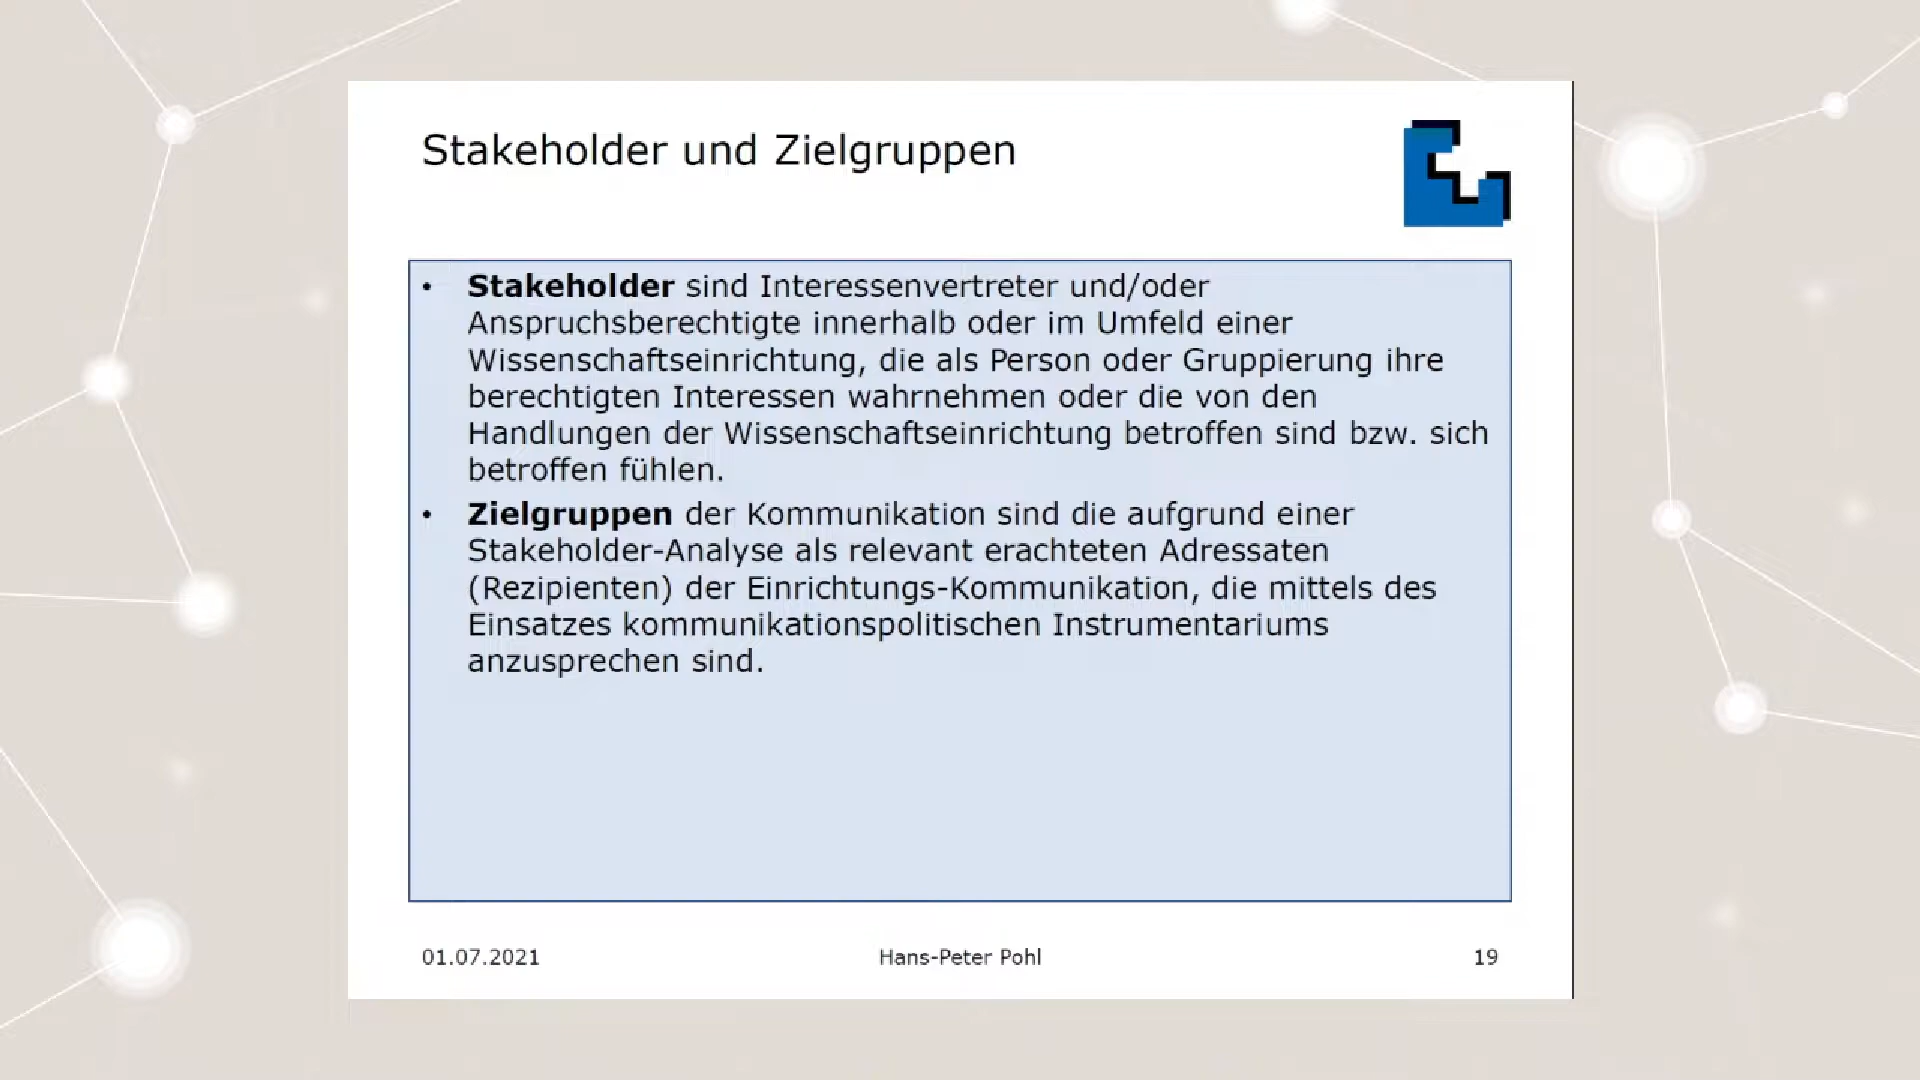 Stakeholder und Zielgruppen
• Stakeholder sind Interessenvertreter und/oder
Anspruchsberechtigte innerhalb oder im Umfeld einer
Wissenschaftseinrichtung, die als Person oder Gruppierung ihre
berechtigten Interessen wahrnehmen oder die von den
Handlungen der Wissenschaftseinrichtung betroffen sind bzw. sich
betroffen fühlen.
• Zielgruppen der Kommunikation sind die aufgrund einer
Stakeholder-Analyse als relevant erachteten Adressaten
(Rezipienten) der Einrichtungs-Kommunikation, die mittels des
Einsatzes kommunikationspolitischen Instrumentariums
anzusprechen sind.
01.07.2021
Hans-Peter Pohl
19